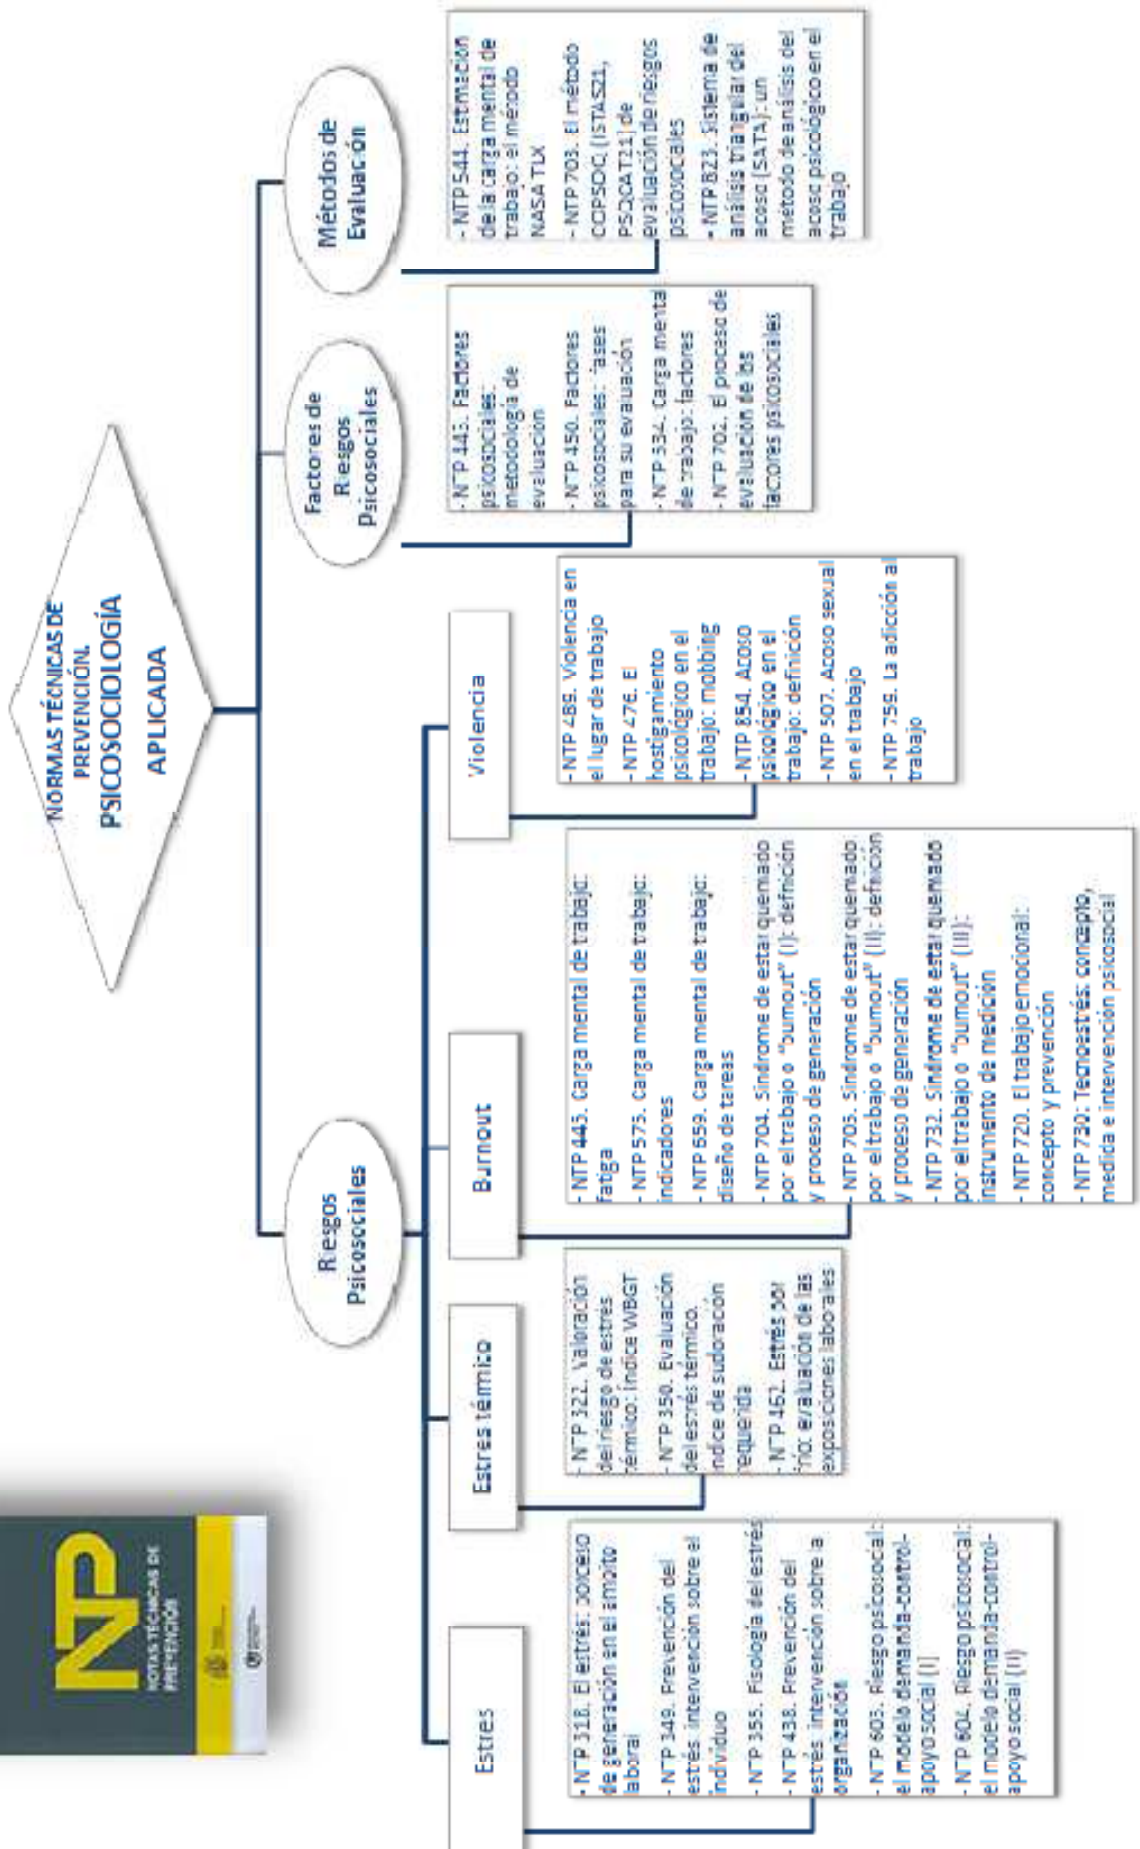 NORMAS TÉCNICAS DE
PREVENCIÓN.
PSICOSOCIOLOGÍA
APLICADA
NTP
NOTAS TÉCNICAS DE
PREVENCIÓN
Riesgos
Psicosociales
Factores de
Riesgos
Psicosociales
Métodos de
Evaluación
Estres
Estres térmico
Burnout
Violencia
- NTP 318. El estrés: porceso
de generación en el ámbito
laboral
- NTP 349. Prevención del
estrés: intervención sobre el
individuo
- NTP 355. Fisología del estrés
- NTP 438. Prevención del
estrés: intervención sobre la
organización
- NTP 603. Riesgo psicosocial:
el modelo demanda-control-
apoyo social (I)
- NTP 604. Riesgo psicosocial:
el modelo demanda-control-
apoyo social (II)
- NTP 322. Valoración
del riesgo de estrés
térmico: índice WBGT
- NTP 350. Evaluación
del estrés térmico.
Índice de sudoración
requerida
- NTP 462. Estrés por
frío: evaluación de las
exposiciones laborales
- NTP 445. Carga mental de trabajo:
fatiga
- NTP 575. Carga mental de trabajo:
indicadores
- NTP 659. Carga mental de trabajo:
diseño de tareas
- NTP 704. Síndrome de estar quemado
por el trabajo o "burnout" (I): definición
y proceso de generación
- NTP 705. Síndrome de estar quemado
por el trabajo o "burnout" (II): definición
y proceso de generación
- NTP 732. Síndrome de estar quemado
por el trabajo o "burnout" (III):
instrumento de medición
- NTP 720. El trabajo emocional:
concepto y prevención
- NTP 730: Tecnoestrés: concepto,
medida e intervención psicosocial
- NTP 489. Violencia en
el lugar de trabajo
- NTP 476. El
hostigamiento
psicológico en el
trabajo: mobbing
- NTP 854. Acoso
psicológico en el
trabajo: definición
- NTP 507. Acoso sexual
en el trabajo
- NTP 759. La adicción al
trabajo
- NTP 443. Factores
psicosociales:
metodología de
evaluación
- NTP 450. Factores
psicosociales: fases
para su evaluación
- NTP 534. Carga mental
de trabajo: factores
- NTP 702. El proceso de
evaluación de los
factores psicosociales
- NTP 544. Estimación
de la carga mental de
trabajo: el método
NASA TLX
- NTP 703. El método
COPSOQ (ISTAS21,
PSQCAT21) de
evaluación de riesgos
psicosociales
- NTP 823. Sistema de
análisis triangular del
acoso (SATA): un
método de análisis del
acoso psicológico en el
trabajo